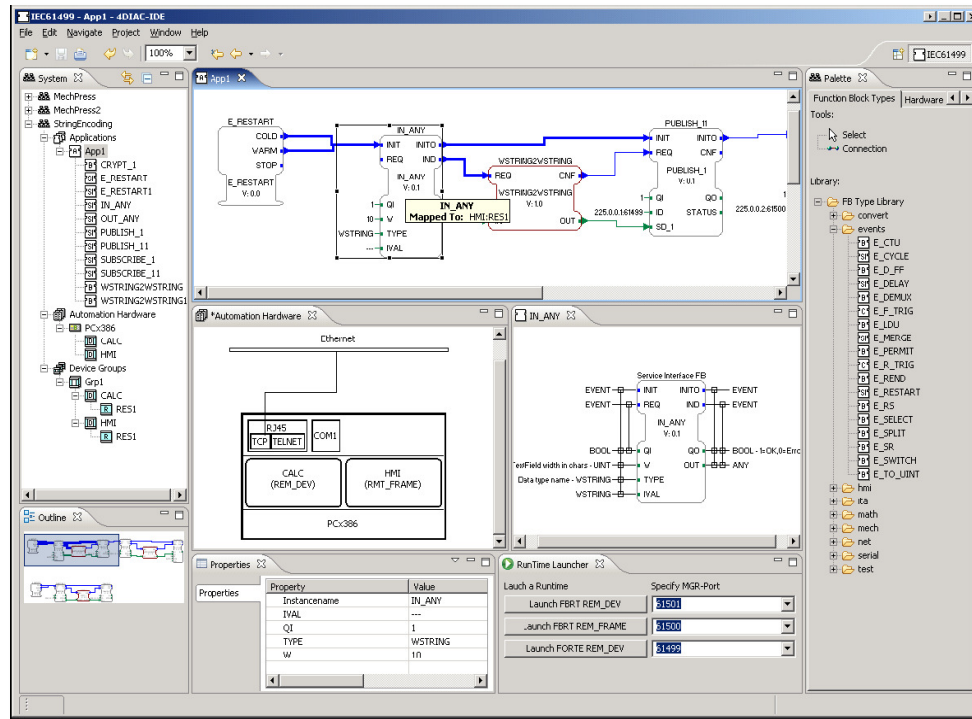 IEC61499 - App1 - 4DIAC-IDE
File Edit Navigate Project Window Help
100%
IEC61499
System
MechPress
MechPress2
StringEncoding
Applications
App1
CRYPT_1
E_RESTART
E_RESTART1
IN_ANY
OUT_ANY
PUBLISH_1
PUBLISH_11
SUBSCRIBE_1
SUBSCRIBE_11
WSTRING2WSTRING
WSTRING2WSTRING1
Automation Hardware
PCx386
CALC
HMI
Device Groups
Grp1
CALC
RES1
HMI
RES1
Outline
App1
E_RESTART
COLD
WARM
STOP
E_RESTART
V: 0.0
IN_ANY
INIT INITO
REQ IND
IN_ANY
V: 0.1
1 QI
10 V
WSTRING TYPE
--- IVAL
IN_ANY
Mapped To: HMI:RES1
WSTRING2WSTRING
REQ CNF
WSTRING2WSTRING
V: 1.0
OUT
PUBLISH_11
INIT INITO
REQ CNF
PUBLISH_1
V: 0.1
1 QI QO
225.0.0.1:61499 ID STATUS
SD_1
1
225.0.0.2:61500
*Automation Hardware
Ethernet
RJ45
TCP TELNET
COM1
CALC
(REM_DEV)
HMI
(RMT_FRAME)
PCx386
IN_ANY
Service Interface FB
EVENT INIT INITO EVENT
EVENT REQ IND EVENT
IN_ANY
V: 0.1
BOOL QI QO BOOL - 1=OK,0=Erro
TextField width in chars - UINT V OUT ANY
Data type name - WSTRING TYPE
WSTRING IVAL
Properties
Properties
Property Value
Instancename IN_ANY
IVAL ---
QI 1
TYPE WSTRING
W 10
RunTime Launcher
Lauch a Runtime Specify MGR-Port
Launch FBRT REM_DEV 61501
Launch FBRT REM_FRAME 61500
Launch FORTE REM_DEV 61499
Palette
Function Block Types Hardware
Tools:
Select
Connection
Library:
FB Type Library
convert
events
E_CTU
E_CYCLE
E_D_FF
E_DELAY
E_DEMUX
E_F_TRIG
E_LDU
E_MERGE
E_PERMIT
E_R_TRIG
E_REND
E_RESTART
E_RS
E_SELECT
E_SPLIT
E_SR
E_SWITCH
E_TO_UINT
hmi
ita
math
mech
net
serial
test